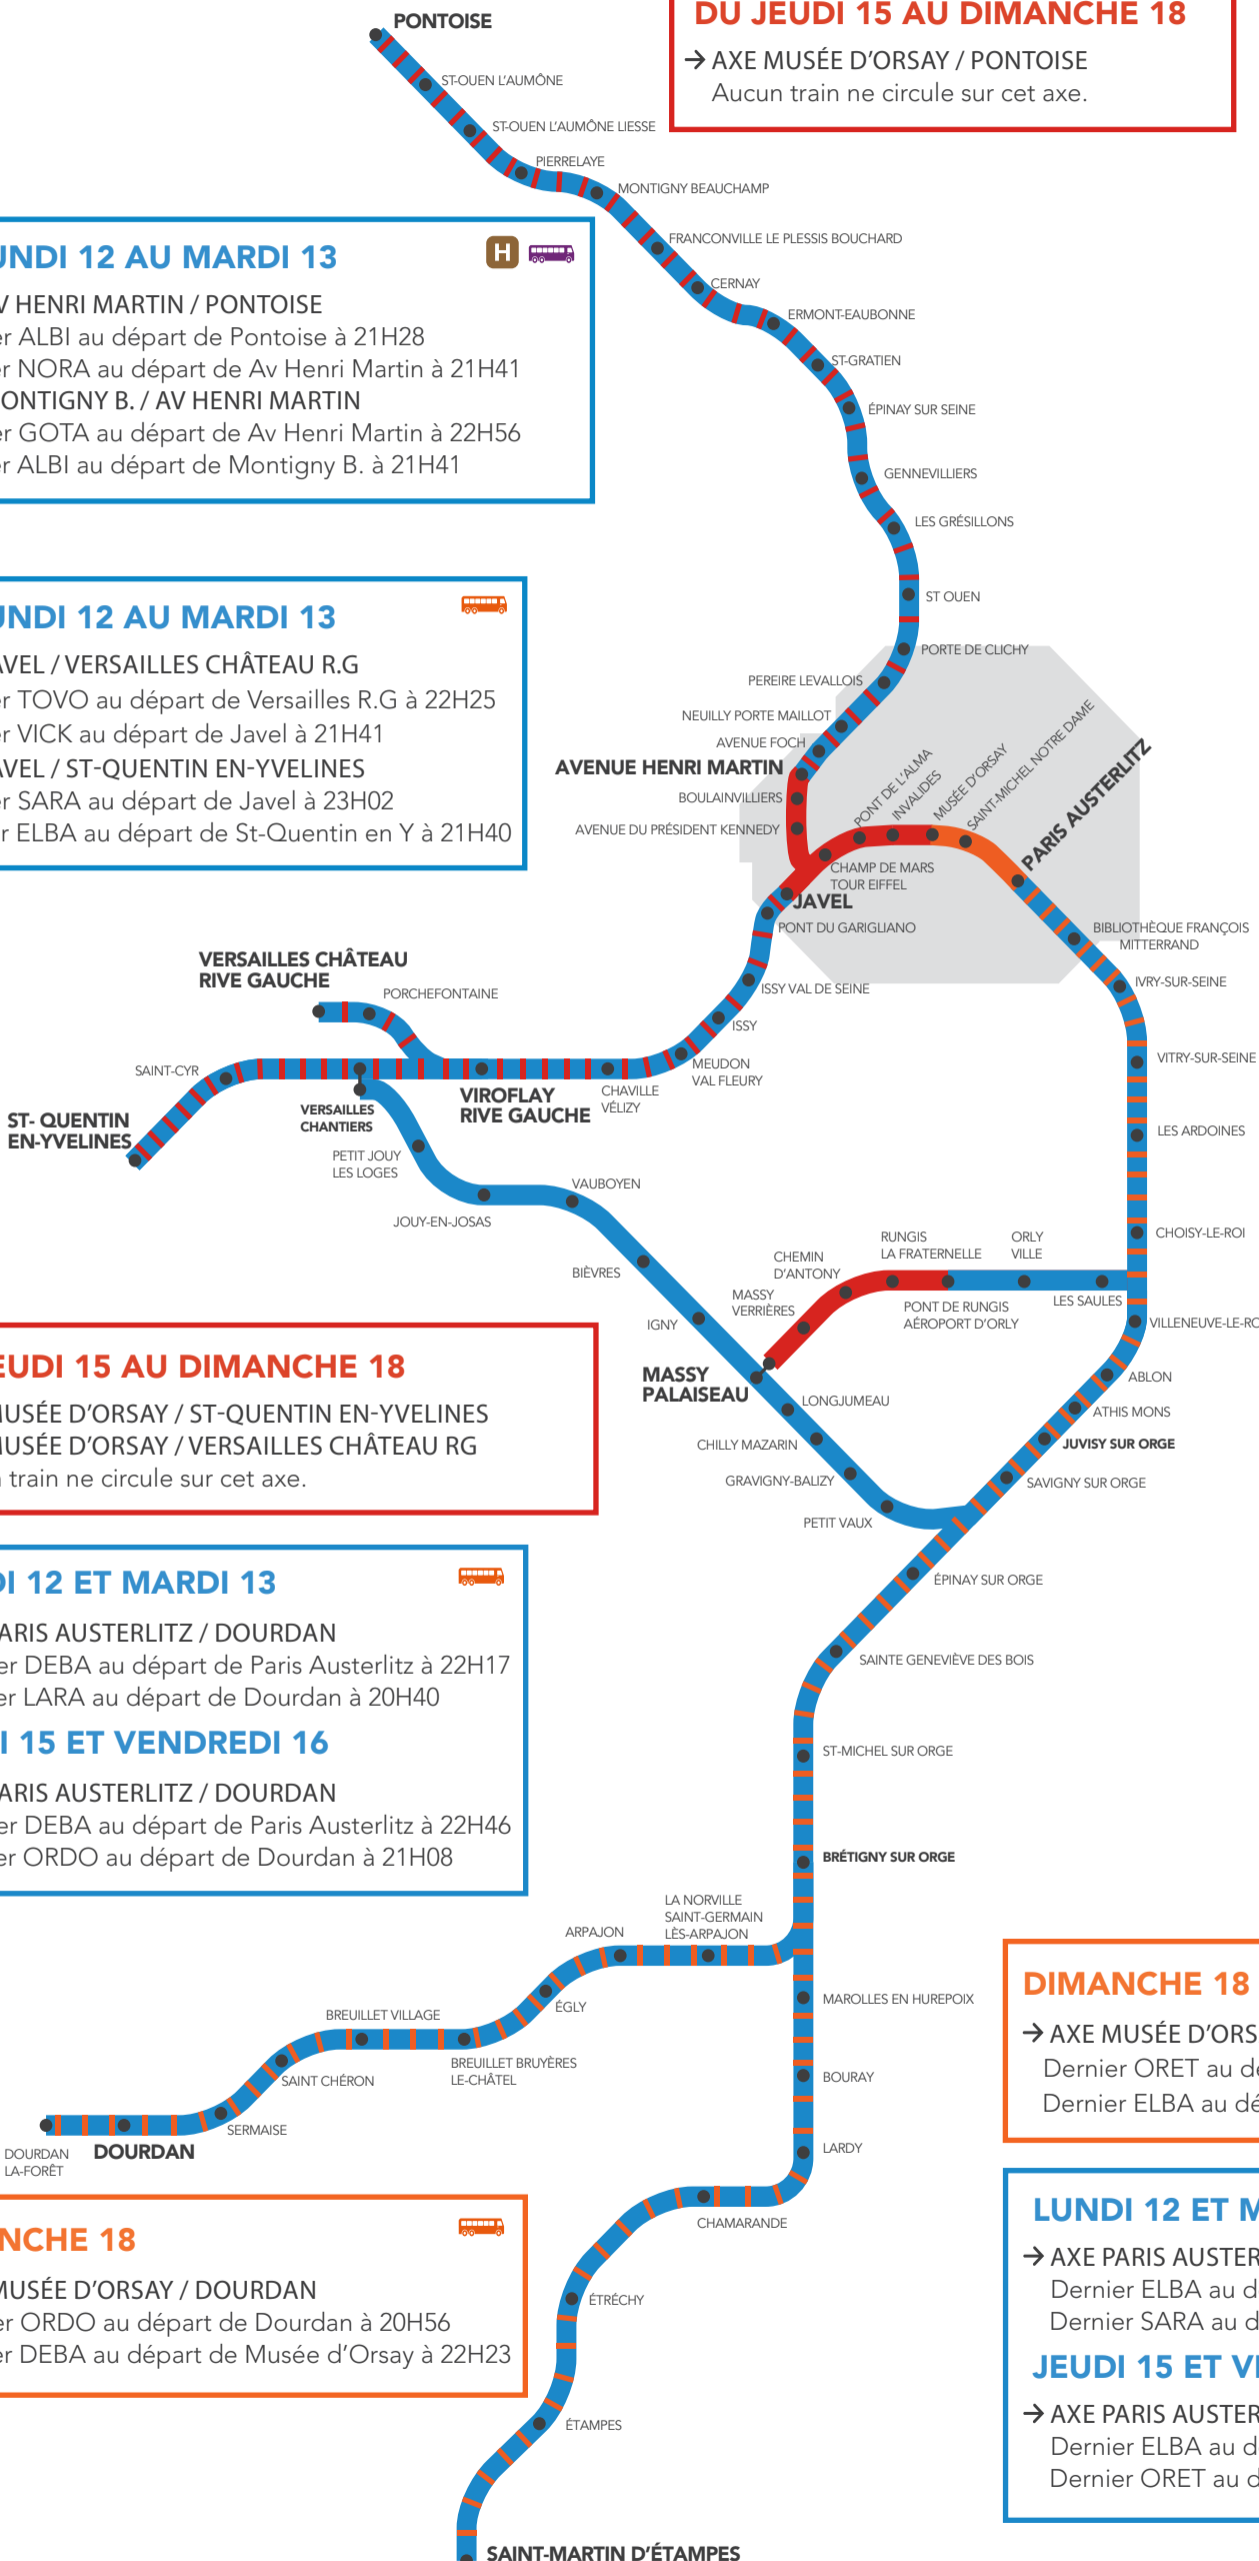 PONTOISE
ST-OUEN L'AUMÔNE
ST-OUEN L'AUMÔNE LIESSE
PIERRELAYE
MONTIGNY BEAUCHAMP
FRANCONVILLE LE PLESSIS BOUCHARD
CERNAY
ERMONT-EAUBONNE
ST-GRATIEN
ÉPINAY SUR SEINE
GENNEVILLIERS
LES GRÉSILLONS
ST OUEN
PORTE DE CLICHY
PEREIRE LEVALLOIS
NEUILLY PORTE MAILLOT
AVENUE FOCH
AVENUE HENRI MARTIN
BOULAINVILLIERS
AVENUE DU PRÉSIDENT KENNEDY
DU JEUDI 15 AU DIMANCHE 18
→ AXE MUSÉE D'ORSAY / PONTOISE
Aucun train ne circule sur cet axe.
UNDI 12 AU MARDI 13
H
V HENRI MARTIN / PONTOISE
er ALBI au départ de Pontoise à 21H28
er NORA au départ de Av Henri Martin à 21H41
ONTIGNY B. / AV HENRI MARTIN
er GOTA au départ de Av Henri Martin à 22H56
er ALBI au départ de Montigny B. à 21H41
UNDI 12 AU MARDI 13
AVEL / VERSAILLES CHÂTEAU R.G
er TOVO au départ de Versailles R.G à 22H25
er VICK au départ de Javel à 21H41
AVEL / ST-QUENTIN EN-YVELINES
er SARA au départ de Javel à 23H02
er ELBA au départ de St-Quentin en Y à 21H40
PONT DE L'ALMA
INVALIDES
MUSÉE D'ORSAY
SAINT-MICHEL NOTRE DAME
PARIS AUSTERLITZ
CHAMP DE MARS
TOUR EIFFEL
JAVEL
PONT DU GARIGLIANO
ISSY VAL DE SEINE
ISSY
MEUDON
VAL FLEURY
CHAVILLE
VÉLIZY
VIROFLAY
RIVE GAUCHE
VERSAILLES CHÂTEAU
RIVE GAUCHE
PORCHEFONTAINE
SAINT-CYR
ST- QUENTIN
EN-YVELINES
VERSAILLES
CHANTIERS
PETIT JOUY
LES LOGES
JOUY-EN-JOSAS
VAUBOYEN
BIÈVRES
IGNY
MASSY
PALAISEAU
LONGJUMEAU
CHILLY MAZARIN
GRAVIGNY-BALIZY
PETIT VAUX
BIBLIOTHÈQUE FRANÇOIS
MITTERRAND
IVRY-SUR-SEINE
VITRY-SUR-SEINE
LES ARDOINES
CHOISY-LE-ROI
RUNGIS
LA FRATERNELLE
ORLY
VILLE
CHEMIN
D'ANTONY
MASSY
VERRIÈRES
PONT DE RUNGIS
AÉROPORT D'ORLY
LES SAULES
VILLENEUVE-LE-RO
ABLON
ATHIS MONS
JUVISY SUR ORGE
SAVIGNY SUR ORGE
ÉPINAY SUR ORGE
SAINTE GENEVIÈVE DES BOIS
ST-MICHEL SUR ORGE
BRÉTIGNY SUR ORGE
EUDI 15 AU DIMANCHE 18
MUSÉE D'ORSAY / ST-QUENTIN EN-YVELINES
MUSÉE D'ORSAY / VERSAILLES CHÂTEAU RG
train ne circule sur cet axe.
DI 12 ET MARDI 13
ARIS AUSTERLITZ / DOURDAN
er DEBA au départ de Paris Austerlitz à 22H17
er LARA au départ de Dourdan à 20H40
I 15 ET VENDREDI 16
ARIS AUSTERLITZ / DOURDAN
er DEBA au départ de Paris Austerlitz à 22H46
er ORDO au départ de Dourdan à 21H08
LA NORVILLE
SAINT-GERMAIN
LÈS-ARPAJON
ARPAJON
ÉGLY
BREUILLET VILLAGE
BREUILLET BRUYÈRES
LE-CHÂTEL
SAINT CHÉRON
SERMAISE
DOURDAN
DOURDAN
LA-FORÊT
MAROLLES EN HUREPOIX
BOURAY
LARDY
CHAMARANDE
ÉTRÉCHY
ÉTAMPES
SAINT-MARTIN D'ÉTAMPES
NCHE 18
MUSÉE D'ORSAY / DOURDAN
er ORDO au départ de Dourdan à 20H56
er DEBA au départ de Musée d'Orsay à 22H23
DIMANCHE 18
→ AXE MUSÉE D'ORS
Dernier ORET au dé
Dernier ELBA au dé
LUNDI 12 ET M
→ AXE PARIS AUSTER
Dernier ELBA au d
Dernier SARA au d
JEUDI 15 ET VE
→ AXE PARIS AUSTER
Dernier ELBA au d
Dernier ORET au d